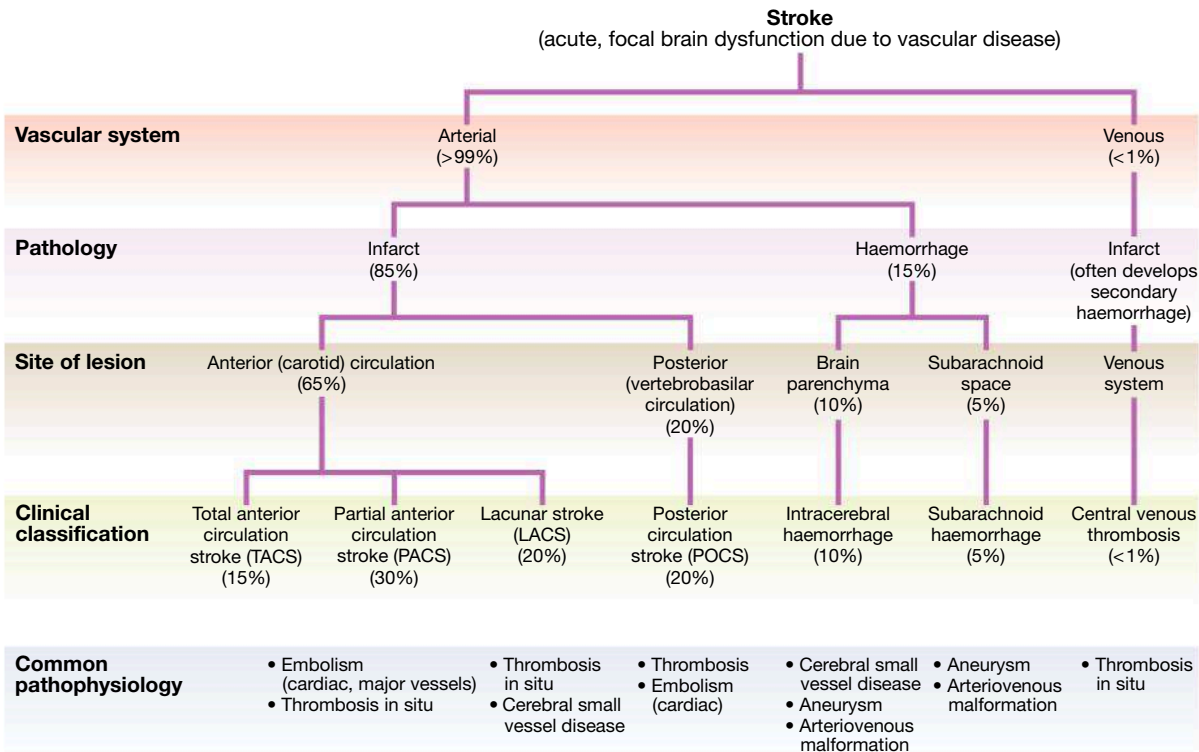 Stroke
(acute, focal brain dysfunction due to vascular disease)
Vascular system
Arterial
(>99%)
Venous
(<1%)
Pathology
Infarct
(85%)
Haemorrhage
(15%)
Infarct
(often develops
secondary
haemorrhage)
Site of lesion
Anterior (carotid) circulation
(65%)
Posterior
(vertebrobasilar
circulation)
(20%)
Brain
parenchyma
(10%)
Subarachnoid
space
(5%)
Venous
system
Clinical
classification
Total anterior
circulation
stroke (TACS)
(15%)
Partial anterior
circulation
stroke (PACS)
(30%)
Lacunar stroke
(LACS)
(20%)
Posterior
circulation
stroke (POCS)
(20%)
Intracerebral
haemorrhage
(10%)
Subarachnoid
haemorrhage
(5%)
Central venous
thrombosis
(<1%)
Common
pathophysiology
• Embolism
(cardiac, major vessels)
• Thrombosis in situ
• Thrombosis
in situ
• Cerebral small
vessel disease
• Thrombosis
• Embolism
(cardiac)
• Cerebral small
vessel disease
• Aneurysm
• Arteriovenous
malformation
• Aneurysm
• Arteriovenous
malformation
• Thrombosis
in situ